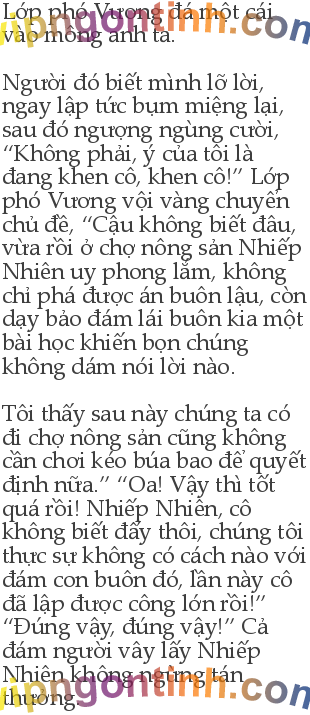 Lớp phó Vương đá một cái
vào mông anh ta.
Người đó biết mình lỡ lời,
ngay lập tức bụm miệng lại,
sau đó ngượng ngùng cười,
“Không phải, ý của tôi là
đang khen cô, khen cô!” Lớp
phó Vương vội vàng chuyển
chủ đề, “Cậu không biết đâu,
vừa rồi ở chợ nông sản Nhiếp
Nhiên uy phong lắm, không
chỉ phá được án buôn lậu, còn
dạy bảo đám lái buôn kia một
bài học khiến bọn chúng
không dám nói lời nào.
Tôi thấy sau này chúng ta có
đi chợ nông sản cũng không
cần chơi kéo búa bao để quyết
định nữa.” “Oa! Vậy thì tốt
quá rồi! Nhiếp Nhiên, cô
không biết đấy thôi, chúng tôi
thực sự không có cách nào với
đám con buôn đó, lần này cô
đã lập được công lớn rồi!”
“Đúng vậy, đúng vậy!” Cả
đám người vây lấy Nhiếp
Nhiên không ngừng tán
thưởng.
vipngontinh.com
vipngontinh.com